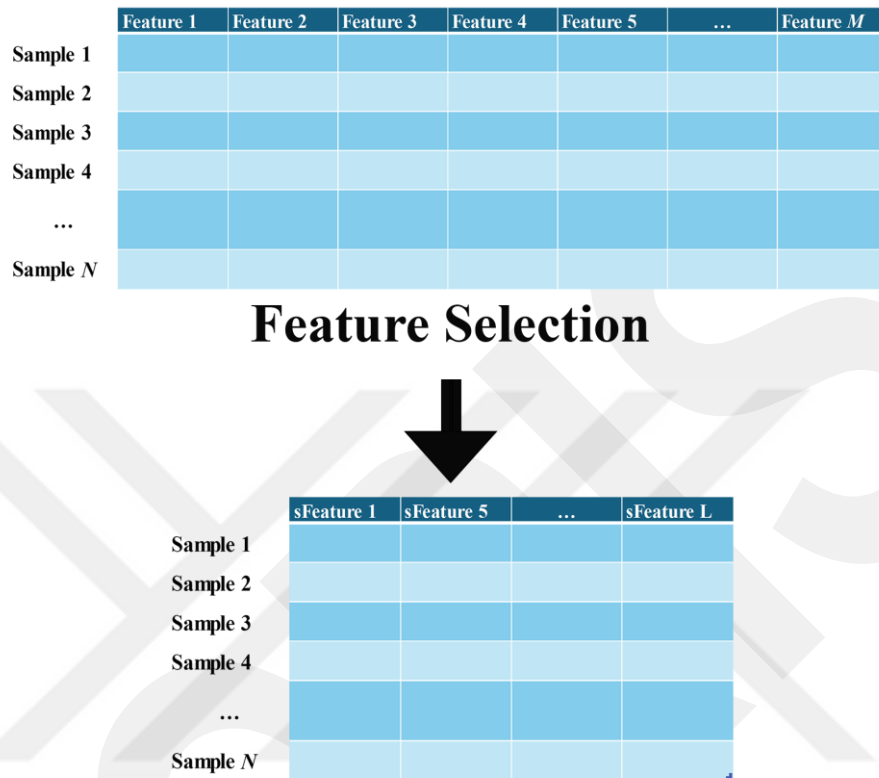 Feature 1 Feature 2 Feature 3 Feature 4 Feature 5 … Feature M
Sample 1
Sample 2
Sample 3
Sample 4
…
Sample N
Feature Selection
sFeature 1 sFeature 5 … sFeature L
Sample 1
Sample 2
Sample 3
Sample 4
…
Sample N